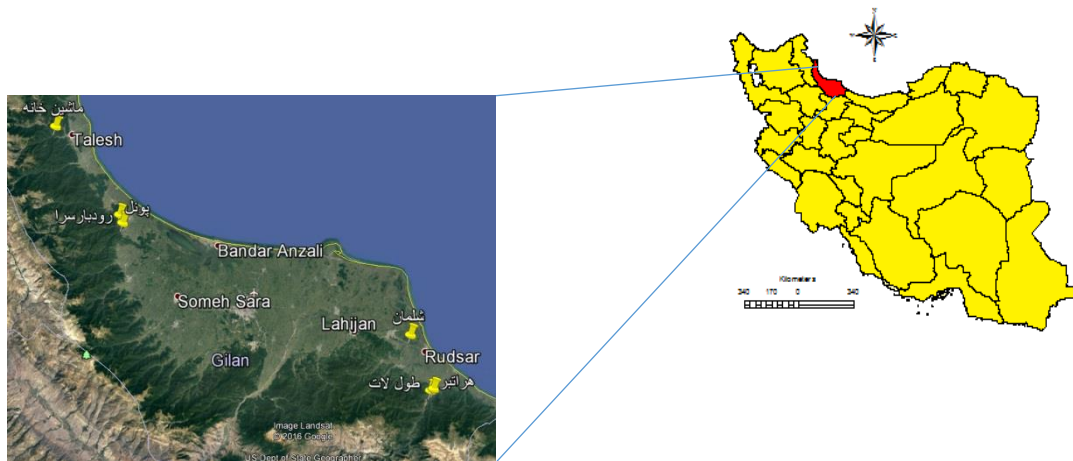 ماشین خانه
Talesh
پونل
رودبارسرا
Bandar Anzali
Someh Sara
شلمان
Lahijan
Rudsar
Gilan
هراتبر
طول لات
Image Landsat
© 2016 Google
US Dept of State Geographer
N
E
Kilometers
340 170 0 340